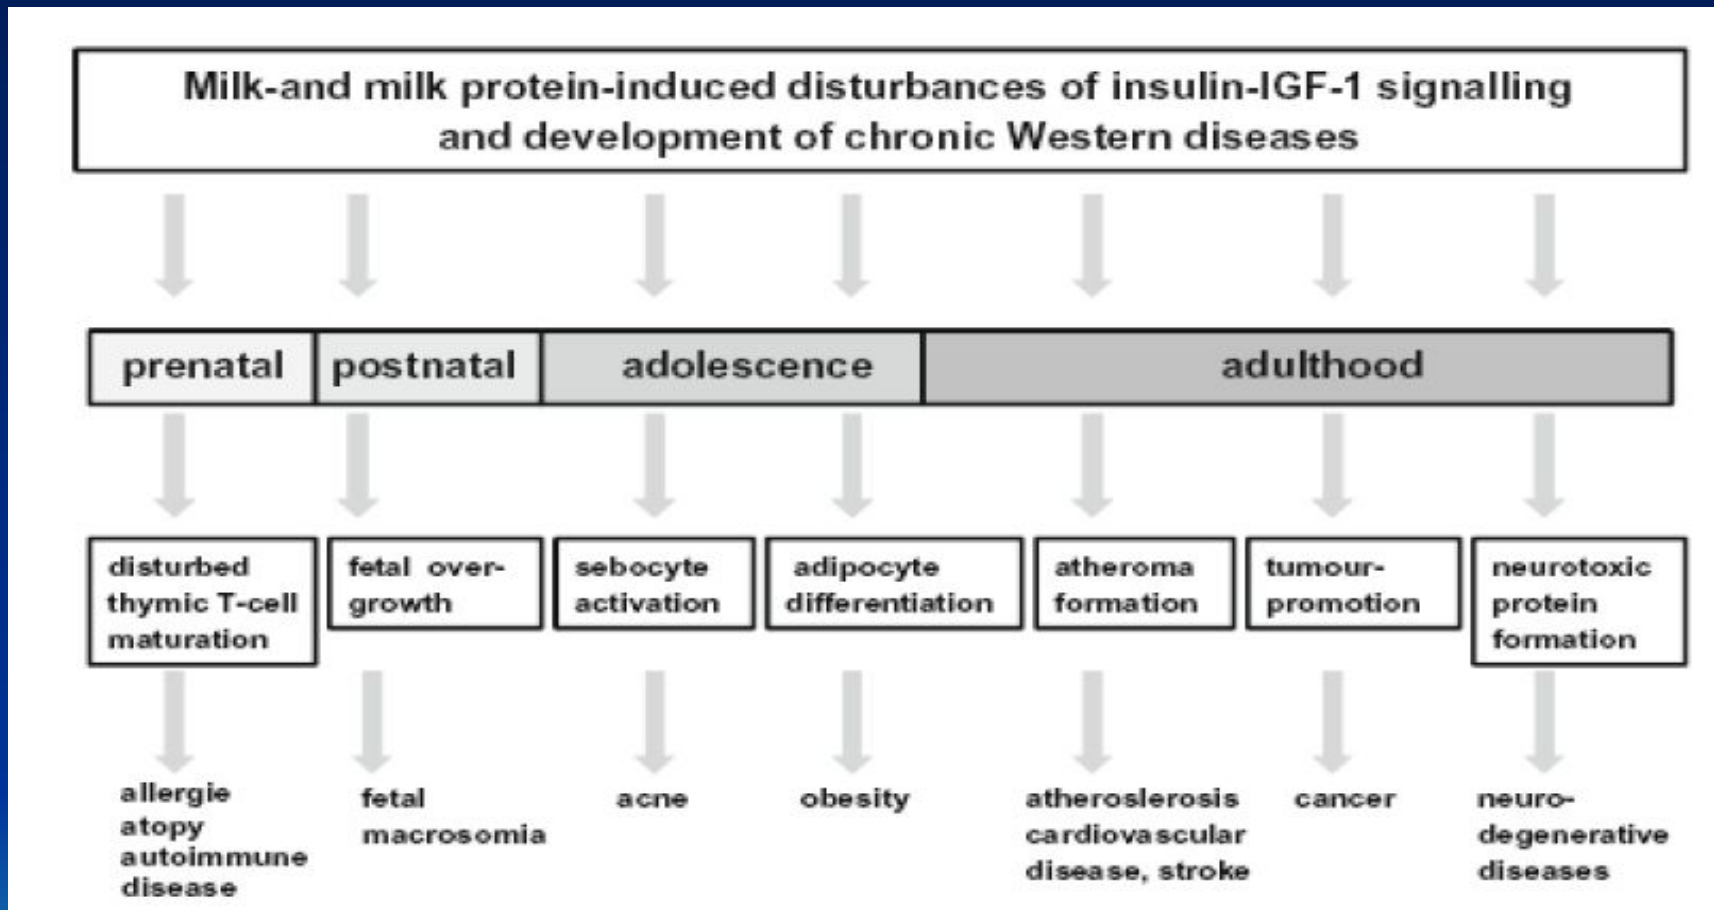 Milk-and milk protein-induced disturbances of insulin-IGF-1 signalling
and development of chronic Western diseases
prenatal
postnatal
adolescence
adulthood
disturbed
thymic T-cell
maturation
fetal over-
growth
sebocyte
activation
adipocyte
differentiation
atheroma
formation
tumour-
promotion
neurotoxic
protein
formation
allergie
atopy
autoimmune
disease
fetal
macrosomia
acne
obesity
atheroslerosis
cardiovascular
disease, stroke
cancer
neuro-
degenerative
diseases